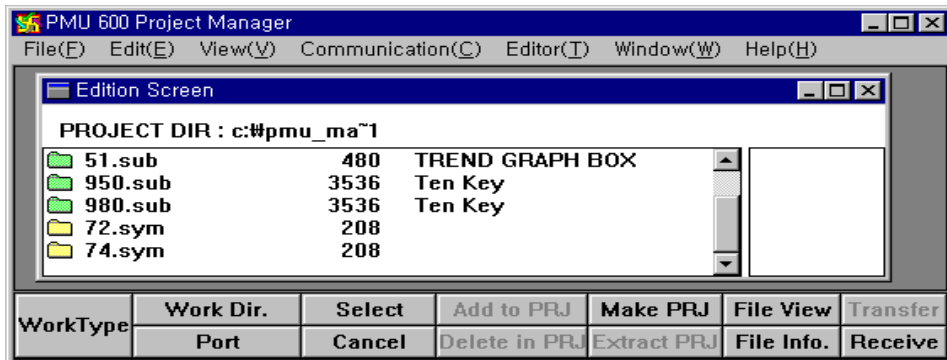 PMU 600 Project Manager
File(F) Edit(E) View(V) Communication(C) Editor(T) Window(W) Help(H)
Edition Screen
PROJECT DIR : c:₩pmu_ma~1
51.sub 480 TREND GRAPH BOX
950.sub 3536 Ten Key
980.sub 3536 Ten Key
72.sym 208
74.sym 208
WorkType Work Dir. Select Add to PRJ Make PRJ File View Transfer
Port Cancel Delete in PRJ Extract PRJ File Info. Receive